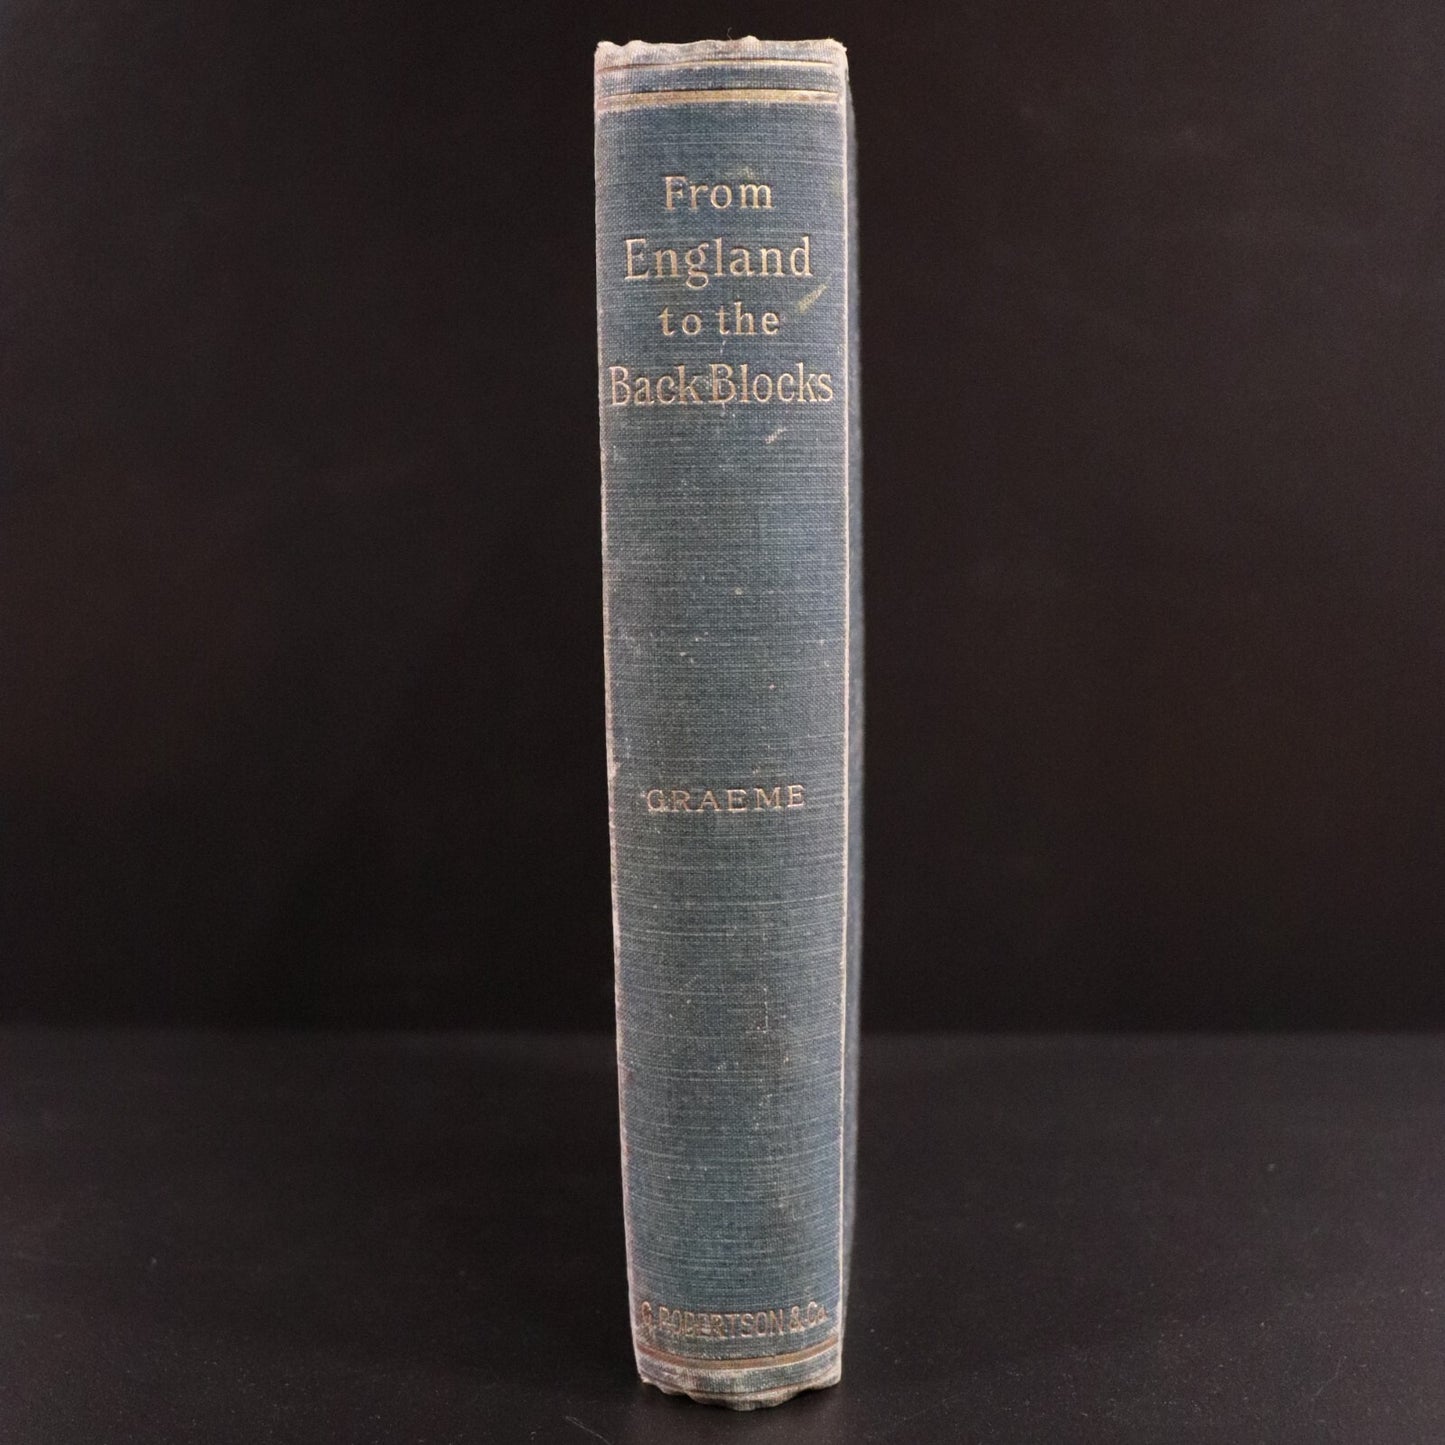 From
England
to the
Back Blocks
GRAEME
G. ROBERTSON & Co.